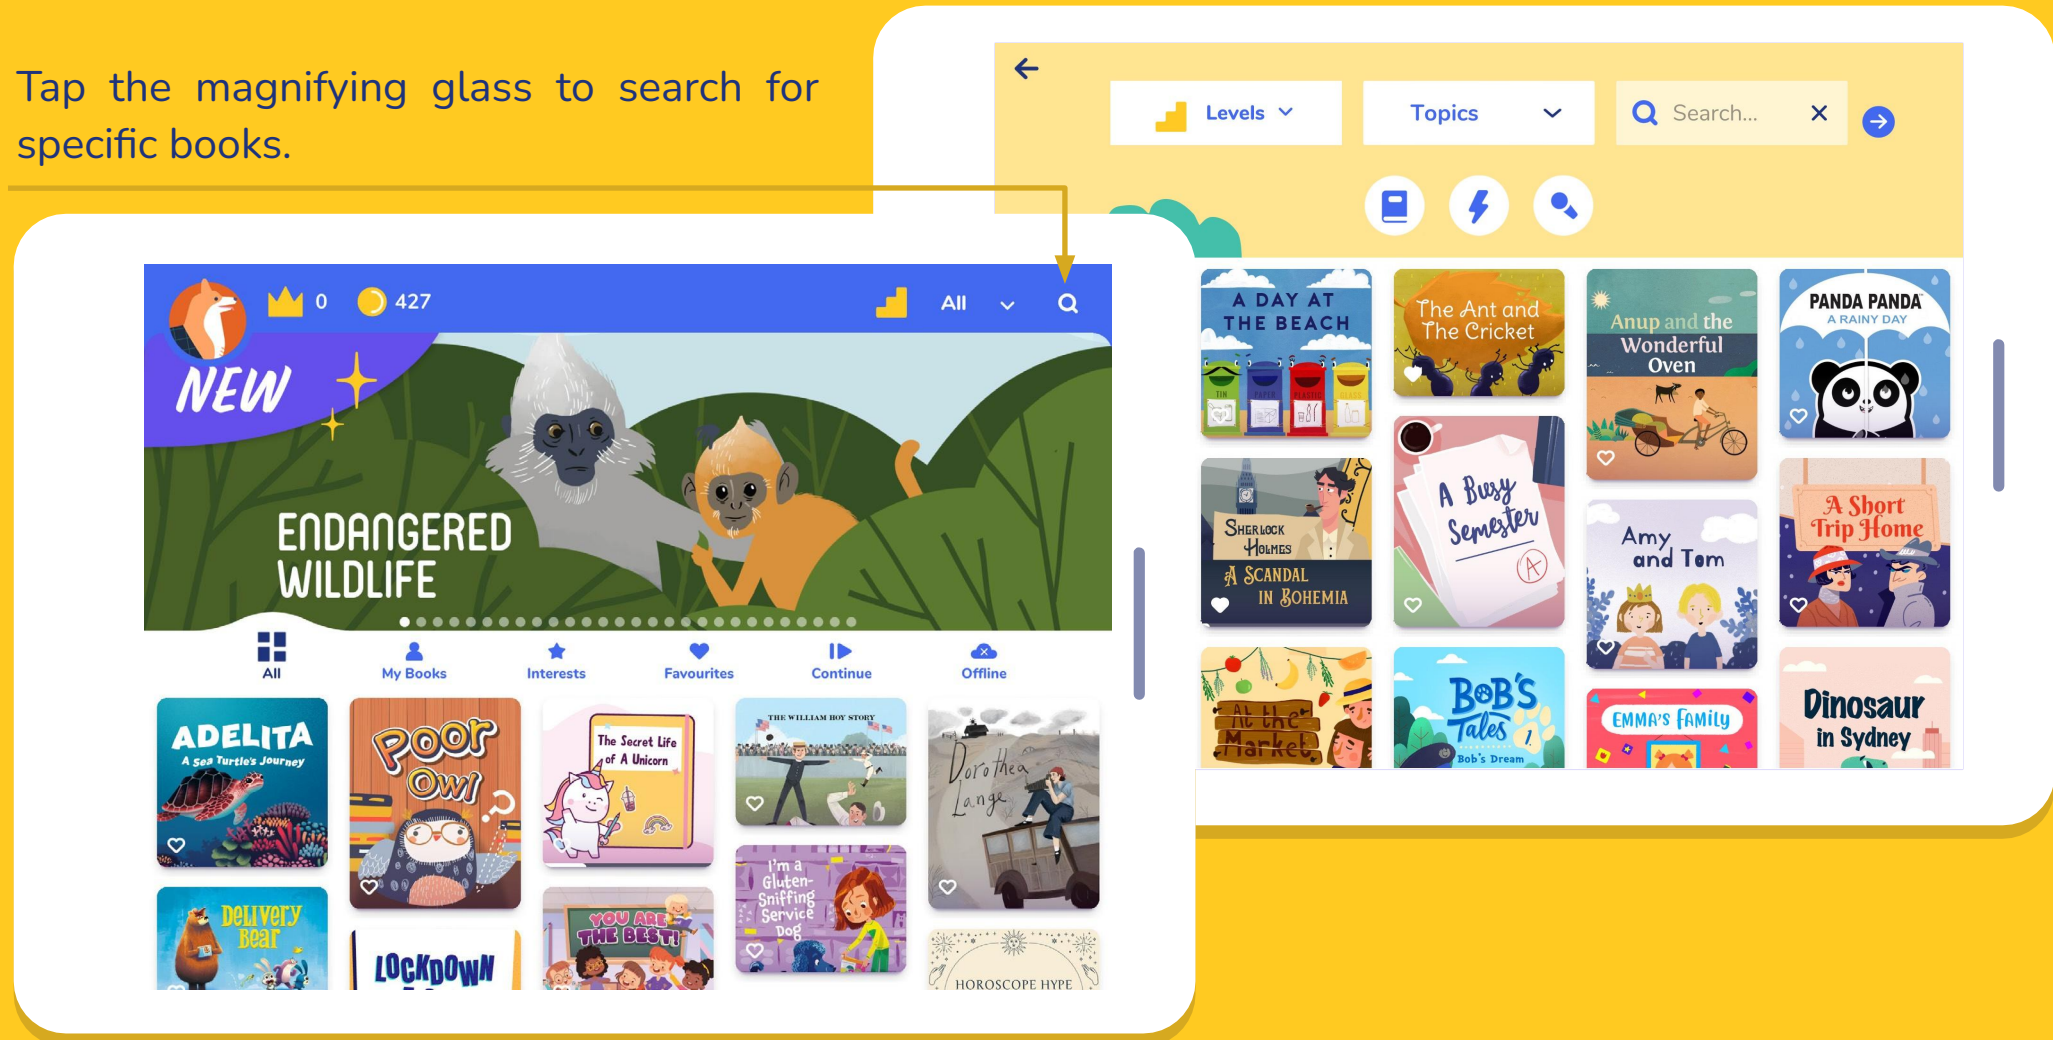 Tap the magnifying glass to search for
specific books.
Levels
Topics
Search...
0
427
All
NEW
ENDANGERED
WILDLIFE
All
My Books
Interests
Favourites
Continue
Offline
ADELITA
A Sea Turtle's Journey
Poor
Owl
The Secret Life
of A Unicorn
THE WILLIAM HOY STORY
Dorothea
Lange
I'm a
Gluten-
Sniffing
Service
Dog
Delivery
Bear
LOCKDOWN
YOU ARE
THE BEST!
HOROSCOPE HYPE
A DAY AT
THE BEACH
TIN
PAPER
PLASTIC
GLASS
The Ant and
The Cricket
Anup and the
Wonderful
Oven
PANDA PANDA
A RAINY DAY
SHERLOCK
HOLMES
A SCANDAL
IN BOHEMIA
A Busy
Semester
A
Amy
and Tom
A Short
Trip Home
At the
Market
BOB'S
Tales
1.
Bob's Dream
EMMA'S FAMILY
Dinosaur
in Sydney